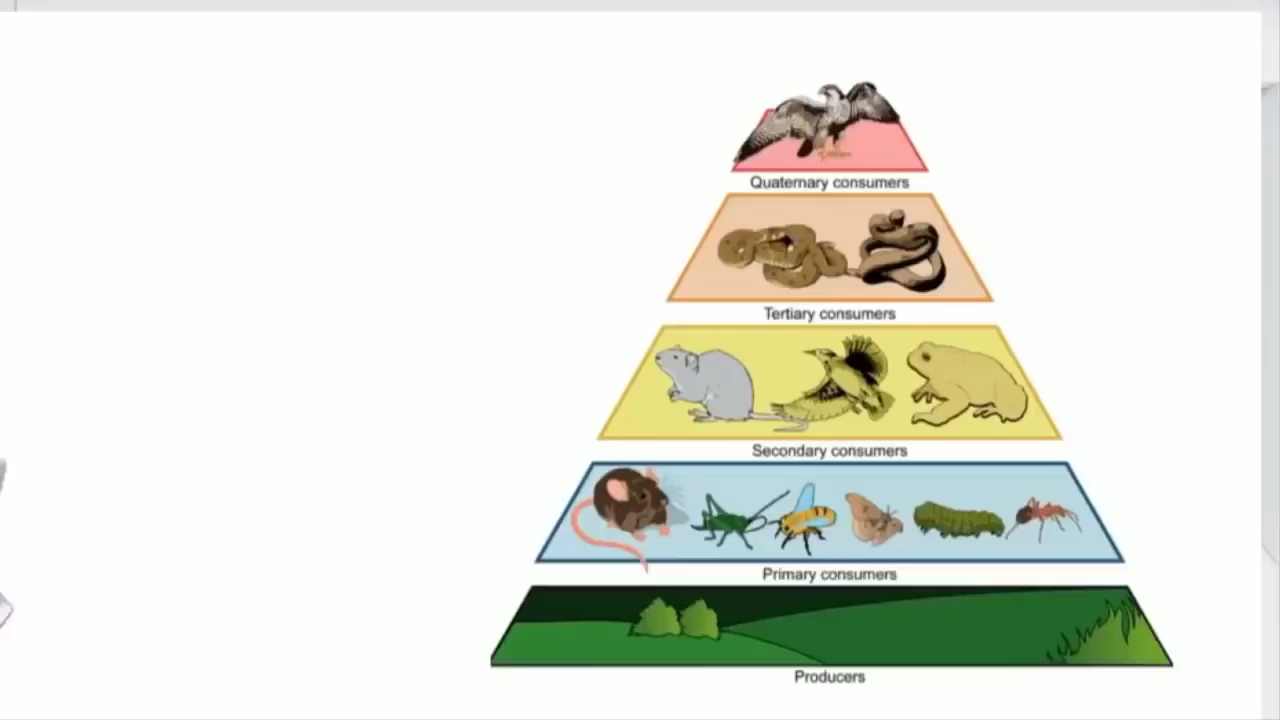 Quaternary consumers
Tertiary consumers
Secondary consumers
Primary consumers
Producers